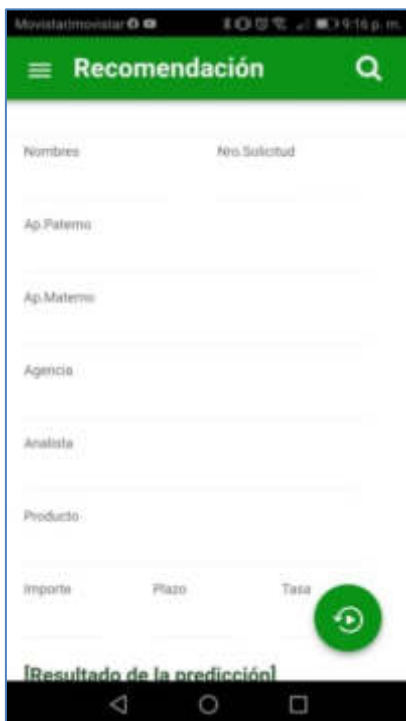 Movistar|movistar 9:16 p. m.
Recomendación
Nombres Nro.Solicitud
Ap.Paterno
Ap.Materno
Agencia
Analista
Producto
Importe Plazo Tasa
[Resultado de la predicción]